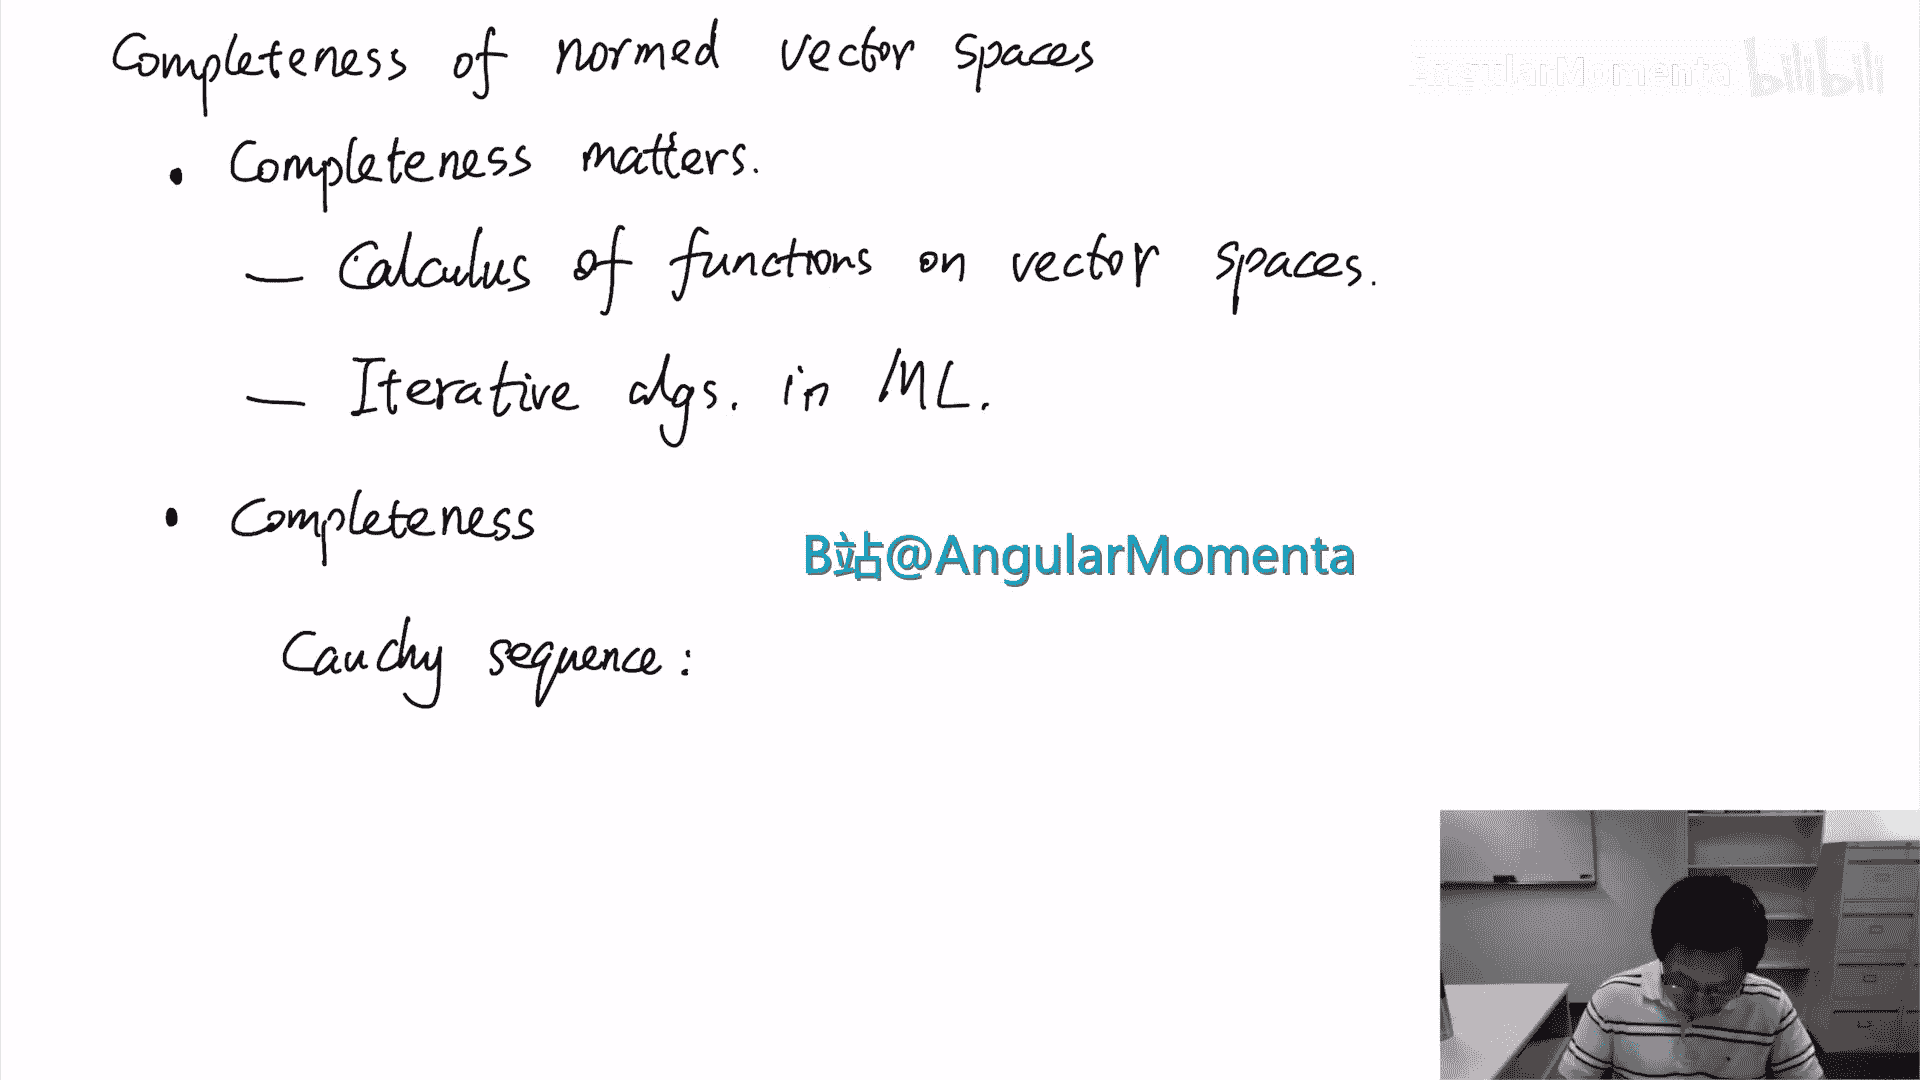 Completeness of normed vector spaces
AngularMomenta bilibili
• Completeness matters.
— Calculus of functions on vector spaces.
— Iterative algs. in ML.
• Completeness
B站@AngularMomenta
Cauchy sequence: